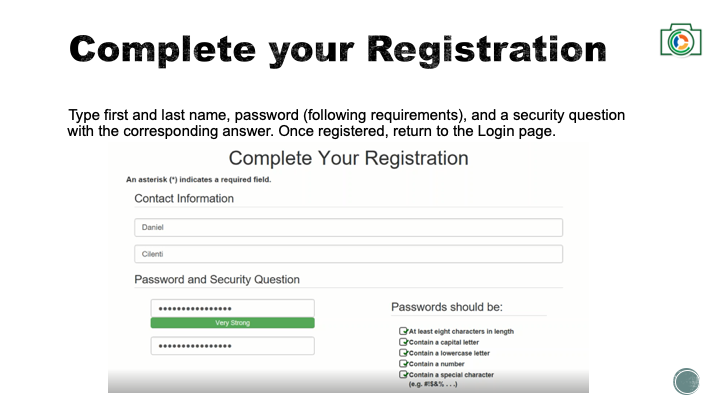 Complete your Registration
Type first and last name, password (following requirements), and a security question
with the corresponding answer. Once registered, return to the Login page.
Complete Your Registration
An asterisk (*) indicates a required field.
Contact Information
Daniel
Cilenti
Password and Security Question
••••••••••••••••
Very Strong
••••••••••••••••
Passwords should be:
At least eight characters in length
Contain a capital letter
Contain a lowercase letter
Contain a number
Contain a special character
(e.g. #!$&% . . .)